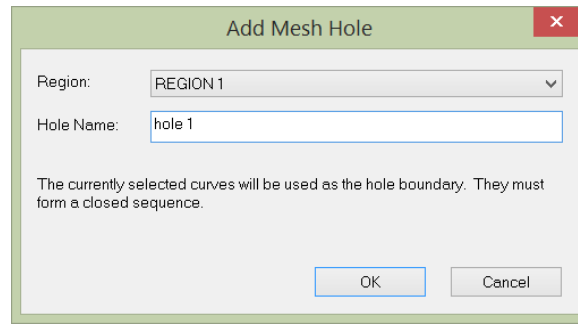 Add Mesh Hole
Region: REGION 1
Hole Name: hole 1
The currently selected curves will be used as the hole boundary. They must
form a closed sequence.
OK Cancel